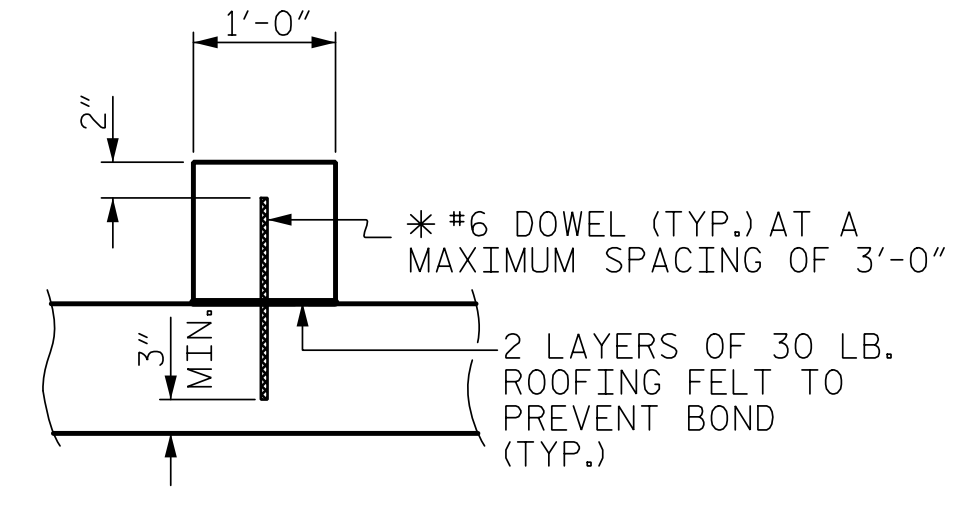 1'-0"
2"
* #6 DOWEL (TYP.) AT A
MAXIMUM SPACING OF 3'-0"
3"
MIN.
2 LAYERS OF 30 LB.
ROOFING FELT TO
PREVENT BOND
(TYP.)